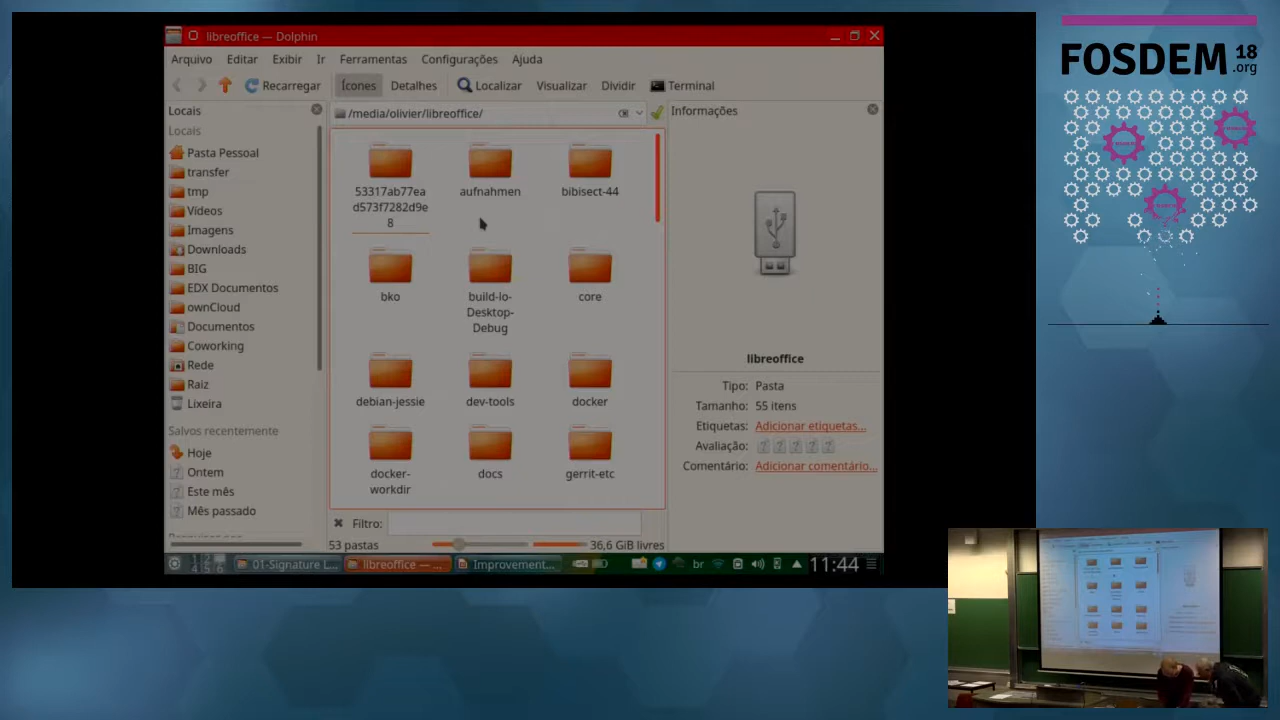 libreoffice — Dolphin
Arquivo Editar Exibir Ir Ferramentas Configurações Ajuda
Recarregar Ícones Detalhes Localizar Visualizar Dividir Terminal
Locais
Locais
Pasta Pessoal
transfer
tmp
Vídeos
Imagens
Downloads
BIG
EDX Documentos
ownCloud
Documentos
Coworking
Rede
Raiz
Lixeira
Salvos recentemente
Hoje
Ontem
Este mês
Mês passado
/media/olivier/libreoffice/
53317ab77ea
d573f7282d9e
8
aufnahmen
bibisect-44
bko
build-lo-
Desktop-
Debug
core
debian-jessie
dev-tools
docker
docker-
workdir
docs
gerrit-etc
Filtro:
53 pastas
36,6 GiB livres
Informações
libreoffice
Tipo: Pasta
Tamanho: 55 itens
Etiquetas: Adicionar etiquetas...
Avaliação:
Comentário: Adicionar comentário...
01-Signature L... libreoffice — ... Improvement... br 11:44
FOSDEM 18
.org